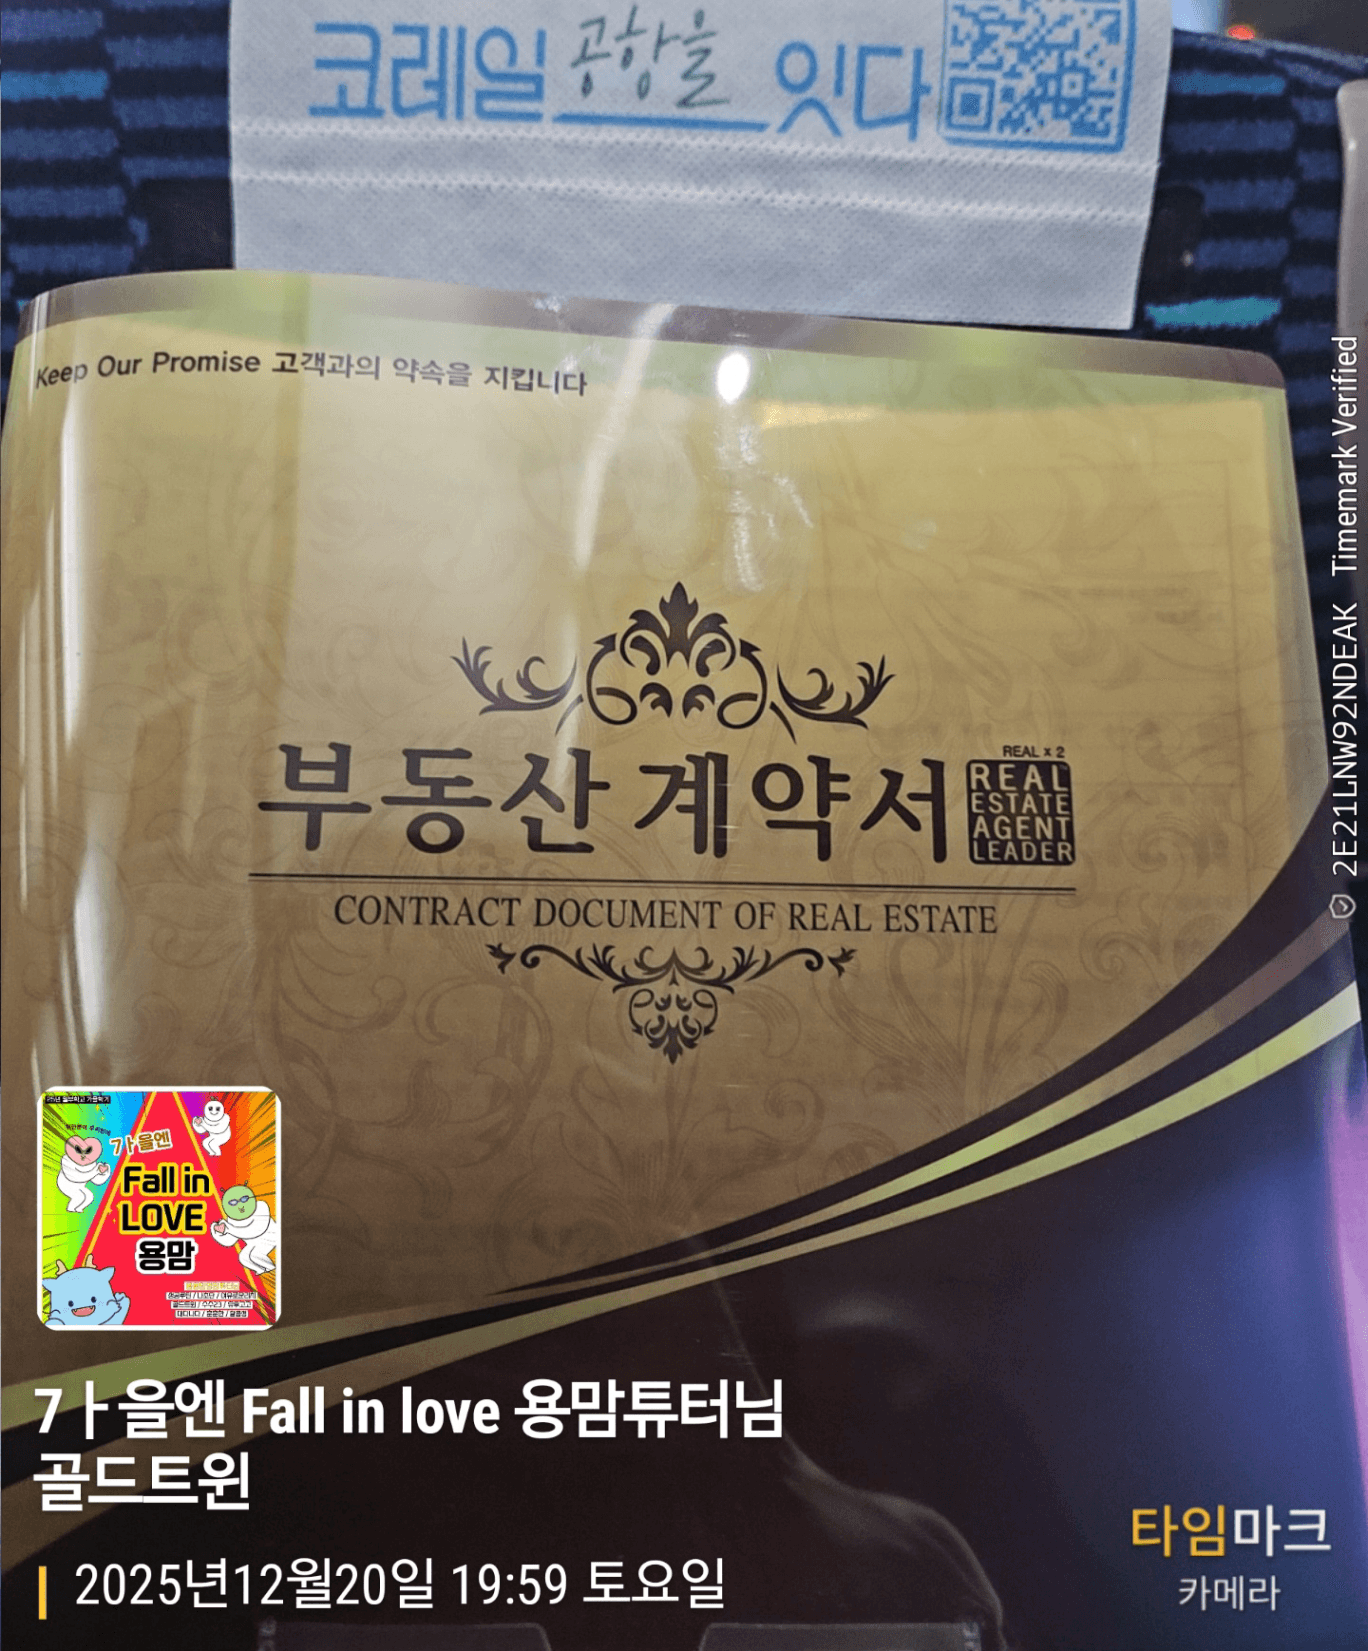 코레일 공항을 잇다
Keep Our Promise 고객과의 약속을 지킵니다
부동산 계약서
REAL x 2
REAL
ESTATE
AGENT
LEADER
CONTRACT DOCUMENT OF REAL ESTATE
가을엔
Fall in
LOVE
용맘
7ㅏ을엔 Fall in love 용맘튜터님
골드트윈
2025년12월20일 19:59 토요일
타임마크
카메라
2E21LNW92NDEAK Timemark Verified